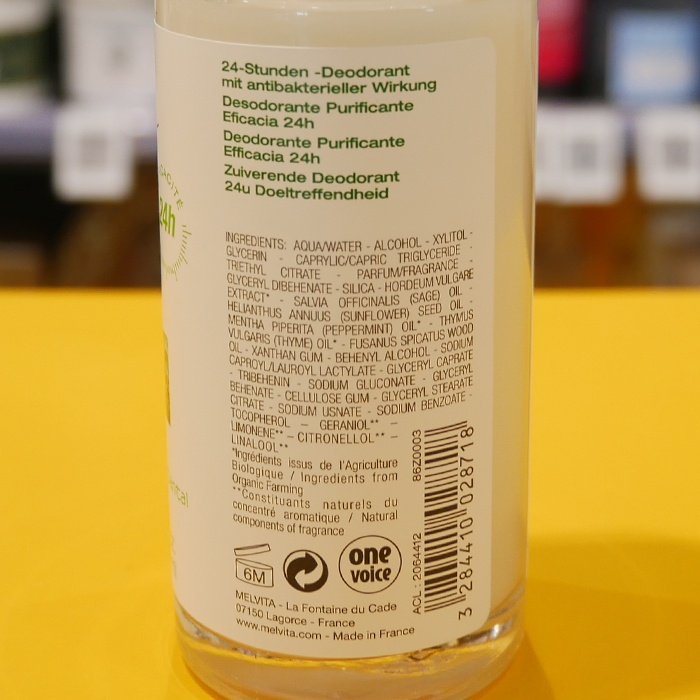 24-Stunden -Deodorant
mit antibakterieller Wirkung
Desodorante Purificante
Eficacia 24h
Deodorante Purificante
Efficacia 24h
Zuiverende Deodorant
24u Doeltreffendheid
24h
INGREDIENTS: AQUA/WATER - ALCOHOL - XYLITOL -
GLYCERIN - CAPRYLIC/CAPRIC TRIGLYCERIDE -
TRIETHYL CITRATE - PARFUM/FRAGRANCE -
GLYCERYL DIBEHENATE - SILICA - HORDEUM VULGARE
EXTRACT* - SALVIA OFFICINALIS (SAGE) OIL -
HELIANTHUS ANNUUS (SUNFLOWER) SEED OIL -
MENTHA PIPERITA (PEPPERMINT) OIL* - THYMUS
VULGARIS (THYME) OIL* - FUSANUS SPICATUS WOOD
OIL - XANTHAN GUM - BEHENYL ALCOHOL - SODIUM
CAPROYL/LAUROYL LACTYLATE - GLYCERYL CAPRATE
- TRIBEHENIN - SODIUM GLUCONATE - GLYCERYL
BEHENATE - CELLULOSE GUM - GLYCERYL STEARATE
CITRATE - SODIUM USNATE - SODIUM BENZOATE -
TOCOPHEROL – GERANIOL** –
LIMONENE** – CITRONELLOL** –
LINALOOL**
*Ingrédients issus de l'Agriculture
Biologique / Ingredients from
Organic Farming
**Constituants naturels du
concentré aromatique / Natural
components of fragrance
86Z0003
ACL : 2064412
3 284410 028718
6M
one
voice
MELVITA - La Fontaine du Cade
07150 Lagorce - France
www.melvita.com - Made in France